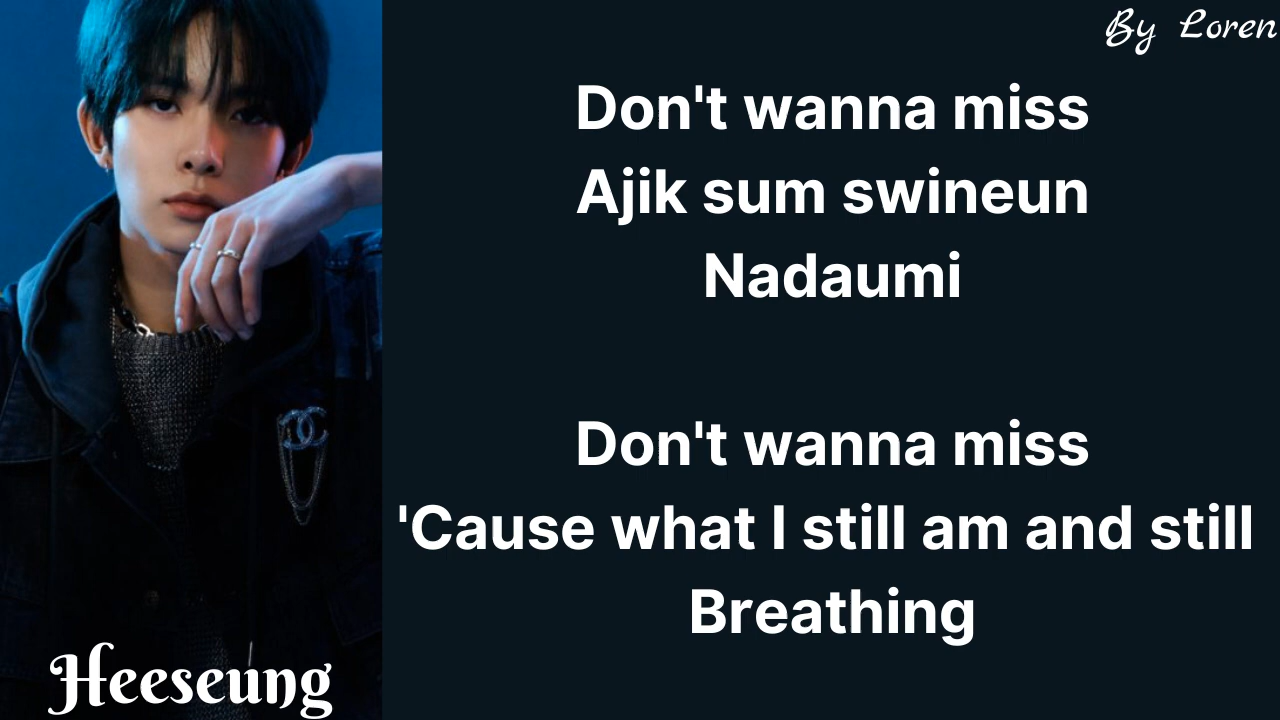 By Loren
Don't wanna miss
Ajik sum swineun
Nadaumi
Don't wanna miss
'Cause what I still am and still
Breathing
Heeseung